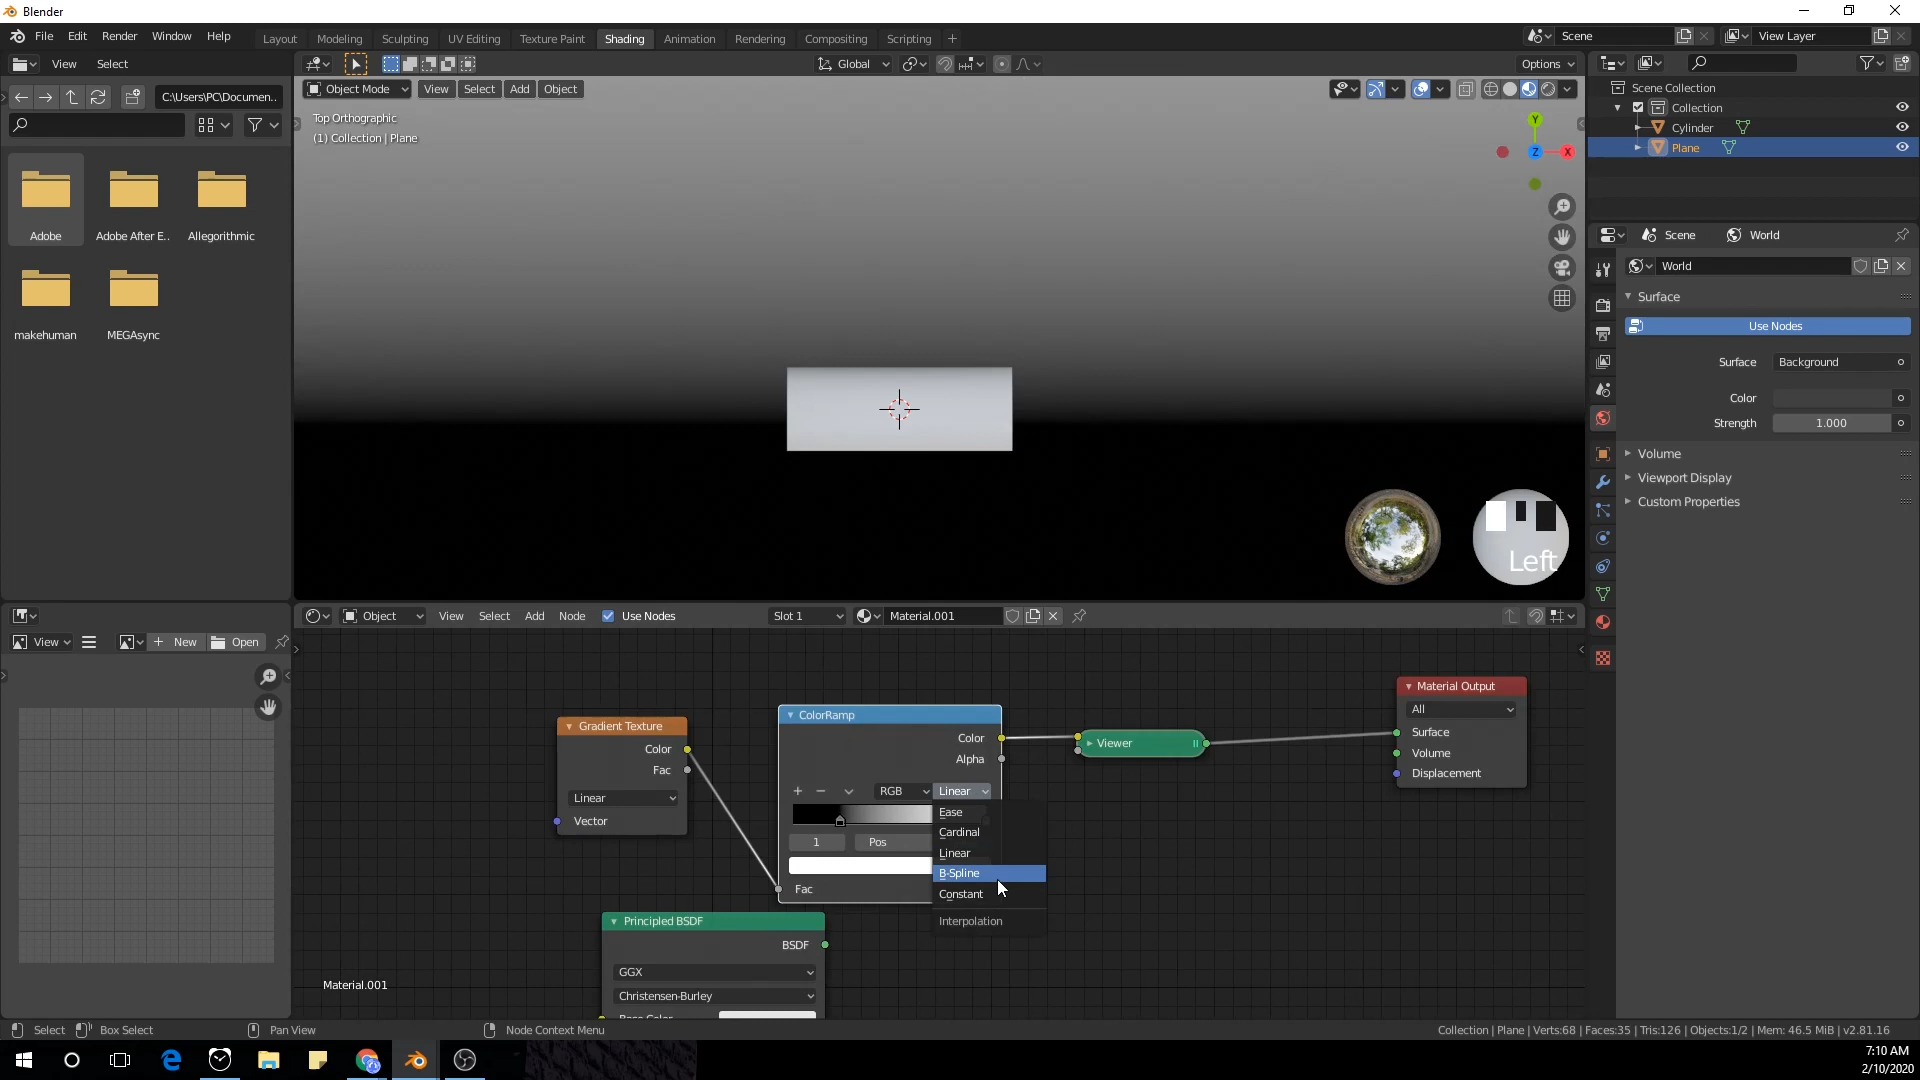 Blender
File Edit Render Window Help
Layout Modeling Sculpting UV Editing Texture Paint Shading Animation Rendering Compositing Scripting +
Scene
View Layer
View Select
Global
Options
C:\Users\PC\Documen..
Object Mode View Select Add Object
Top Orthographic
(1) Collection | Plane
Y
Z
X
Left
Adobe
Adobe After E..
Allegorithmic
makehuman
MEGAsync
Scene Collection
Collection
Cylinder
Plane
Scene World
World
Surface
Use Nodes
Surface Background
Color
Strength 1.000
Volume
Viewport Display
Custom Properties
View New Open
Object View Select Add Node Use Nodes Slot 1 Material.001
Gradient Texture
Color
Fac
Linear
Vector
ColorRamp
Color
Alpha
RGB Linear
1 Pos
Fac
Ease
Cardinal
Linear
B-Spline
Constant
Interpolation
Viewer
Material Output
All
Surface
Volume
Displacement
Principled BSDF
BSDF
GGX
Christensen-Burley
Base Color
Material.001
Select Box Select Pan View Node Context Menu
Collection | Plane | Verts:68 | Faces:35 | Tris:126 | Objects:1/2 | Mem: 46.5 MiB | v2.81.16
7:10 AM
2/10/2020